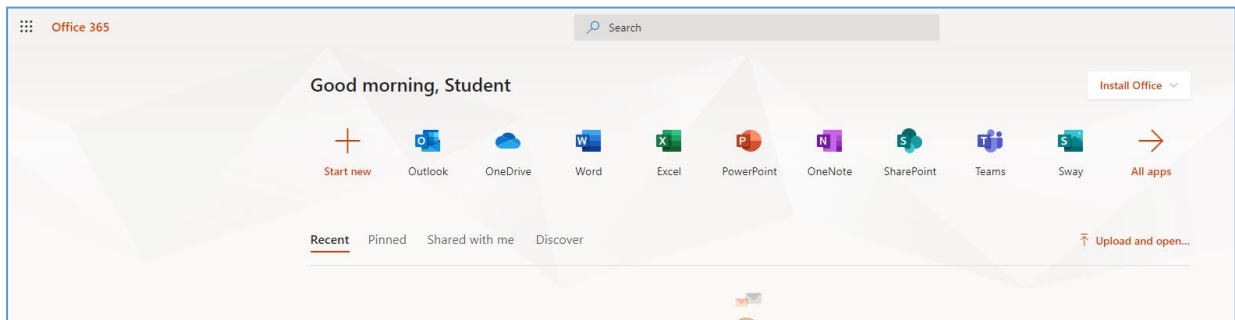 Office 365
Search
Good morning, Student
Install Office
Start new
Outlook
OneDrive
Word
Excel
PowerPoint
OneNote
SharePoint
Teams
Sway
All apps
Recent
Pinned
Shared with me
Discover
Upload and open...